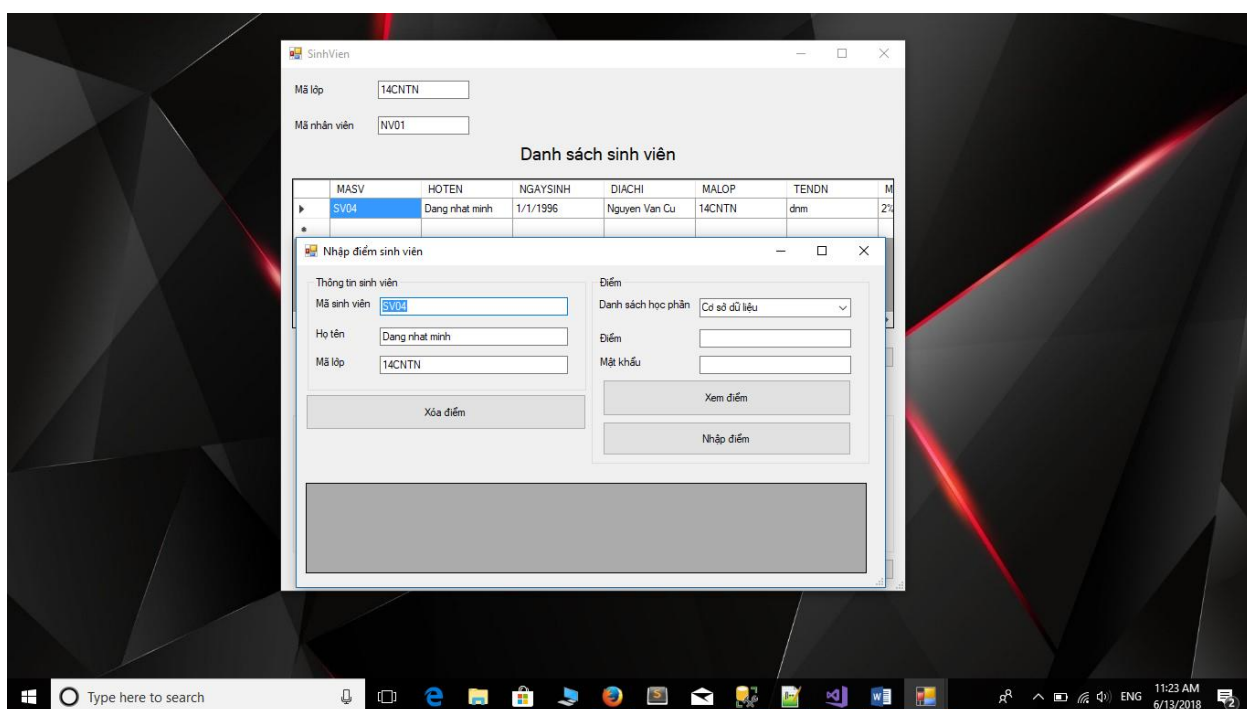 SinhVien
Mã lớp 14CNTN
Mã nhân viên NV01
Danh sách sinh viên
MASV HOTEN NGAYSINH DIACHI MALOP TENDN M
SV04 Dang nhat minh 1/1/1996 Nguyen Van Cu 14CNTN dnm
Nhập điểm sinh viên
Thông tin sinh viên
Mã sinh viên SV04
Họ tên Dang nhat minh
Mã lớp 14CNTN
Xóa điểm
Điểm
Danh sách học phần Cơ sở dữ liệu
Điểm
Mật khẩu
Xem điểm
Nhập điểm
Type here to search
ENG
11:23 AM
6/13/2018
2